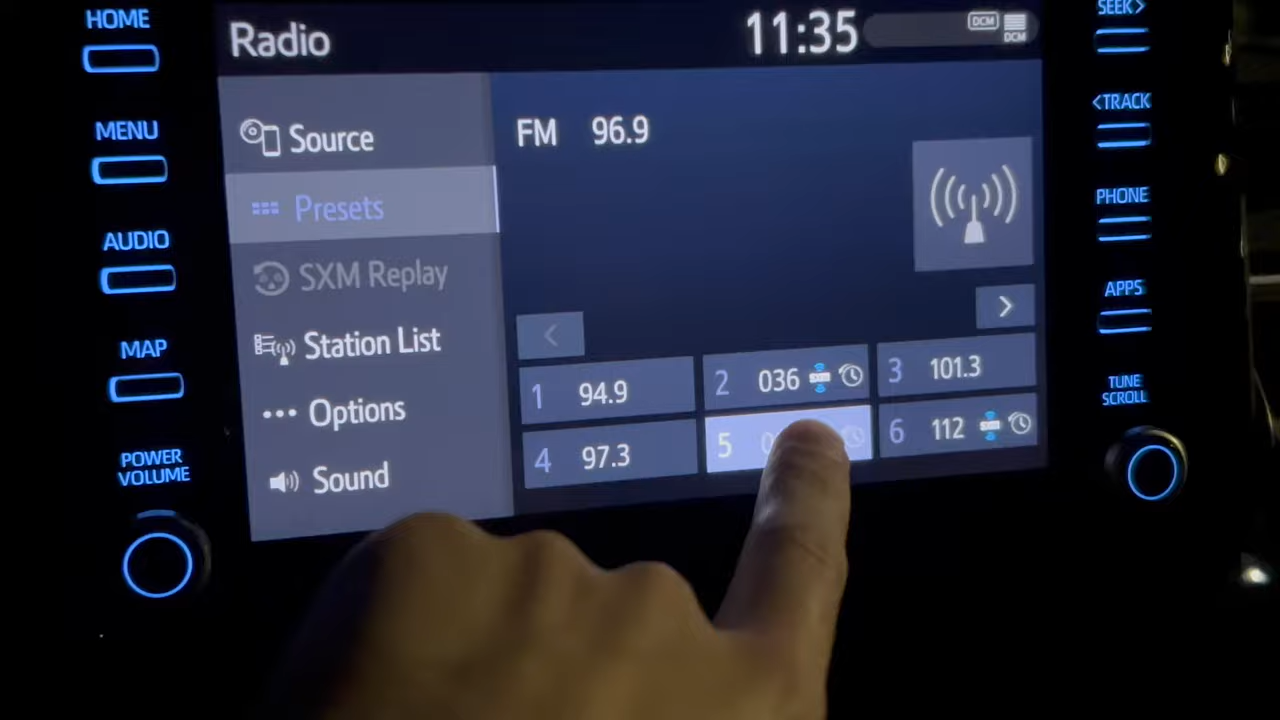 HOME
MENU
AUDIO
MAP
POWER
VOLUME
Radio
11:35
DCM
DCM
Source
Presets
SXM Replay
Station List
Options
Sound
FM 96.9
<
>
1 94.9
2 036
3 101.3
4 97.3
5
6 112
SEEK>
<TRACK
PHONE
APPS
TUNE
SCROLL